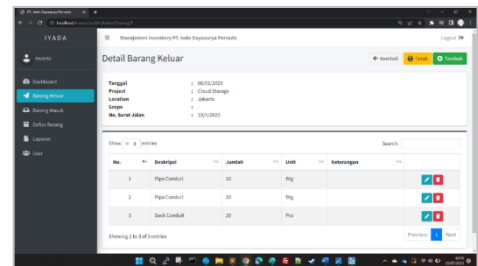 PT. Indo Dayasarya Persada
IYADA
Manajemen Inventory PT. Indo Dayasarya Persada
Logout
Imanto
Detail Barang Keluar
Kembali
Cetak
Tambah
Dashboard
Barang Keluar
Barang Masuk
Daftar Barang
Laporan
User
Tanggal : 08/02/2023
Project : Cloud Storage
Location : Jakarta
Scope : -
No. Surat Jalan
Show 10 entries
Search:
No. Deskripsi Jumlah Unit Keterangan
1 Pipa Conduit 10 Btg
2 Pipa Conduit 10 Btg
3 Sock Conduit 20 Pcs
Showing 1 to 3 of 3 entries
Previous 1 Next